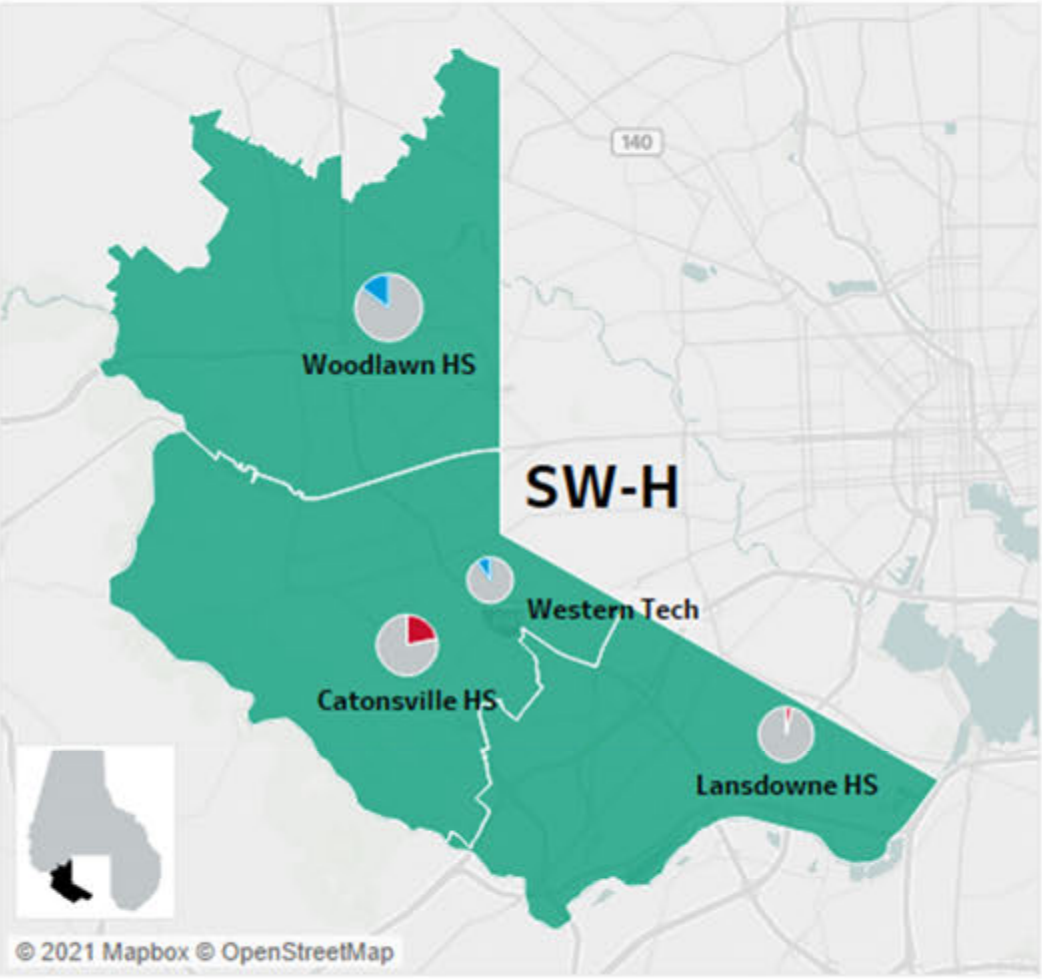 140
Woodlawn HS
SW-H
Western Tech
Catonsville HS
Lansdowne HS
© 2021 Mapbox © OpenStreetMap